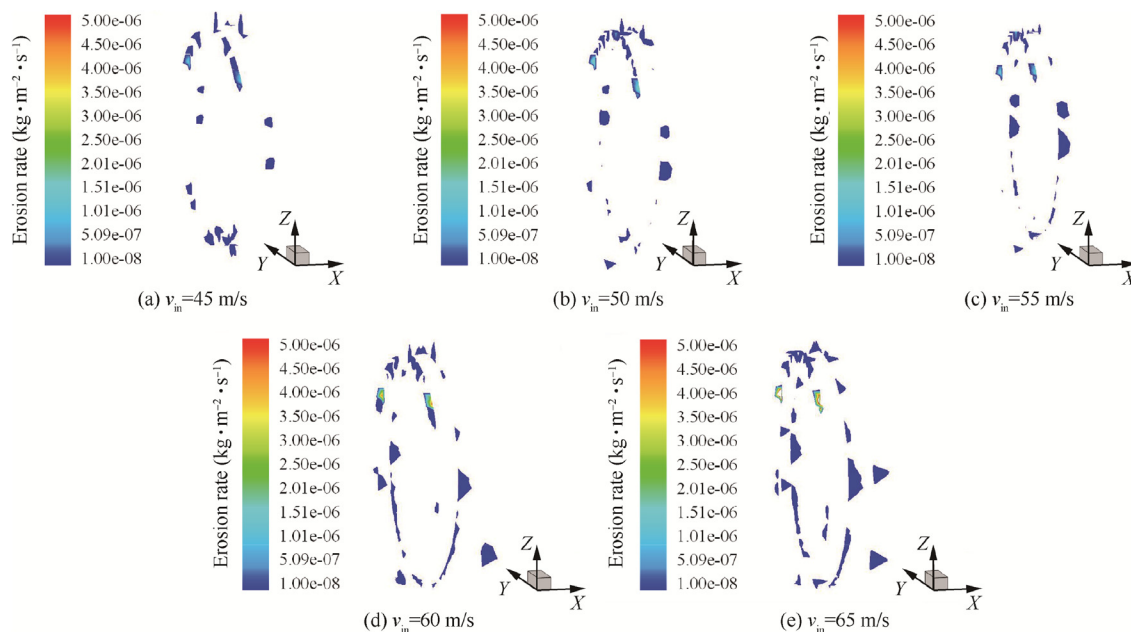 Erosion rate (kg·m⁻²·s⁻¹)
5.00e-06
4.50e-06
4.00e-06
3.50e-06
3.00e-06
2.50e-06
2.01e-06
1.51e-06
1.01e-06
5.09e-07
1.00e-08
Z
Y
X
(a) v_in=45 m/s
Erosion rate (kg·m⁻²·s⁻¹)
5.00e-06
4.50e-06
4.00e-06
3.50e-06
3.00e-06
2.50e-06
2.01e-06
1.51e-06
1.01e-06
5.09e-07
1.00e-08
Z
Y
X
(b) v_in=50 m/s
Erosion rate (kg·m⁻²·s⁻¹)
5.00e-06
4.50e-06
4.00e-06
3.50e-06
3.00e-06
2.50e-06
2.01e-06
1.51e-06
1.01e-06
5.09e-07
1.00e-08
Z
Y
X
(c) v_in=55 m/s
Erosion rate (kg·m⁻²·s⁻¹)
5.00e-06
4.50e-06
4.00e-06
3.50e-06
3.00e-06
2.50e-06
2.01e-06
1.51e-06
1.01e-06
5.09e-07
1.00e-08
Z
Y
X
(d) v_in=60 m/s
Erosion rate (kg·m⁻²·s⁻¹)
5.00e-06
4.50e-06
4.00e-06
3.50e-06
3.00e-06
2.50e-06
2.01e-06
1.51e-06
1.01e-06
5.09e-07
1.00e-08
Z
Y
X
(e) v_in=65 m/s